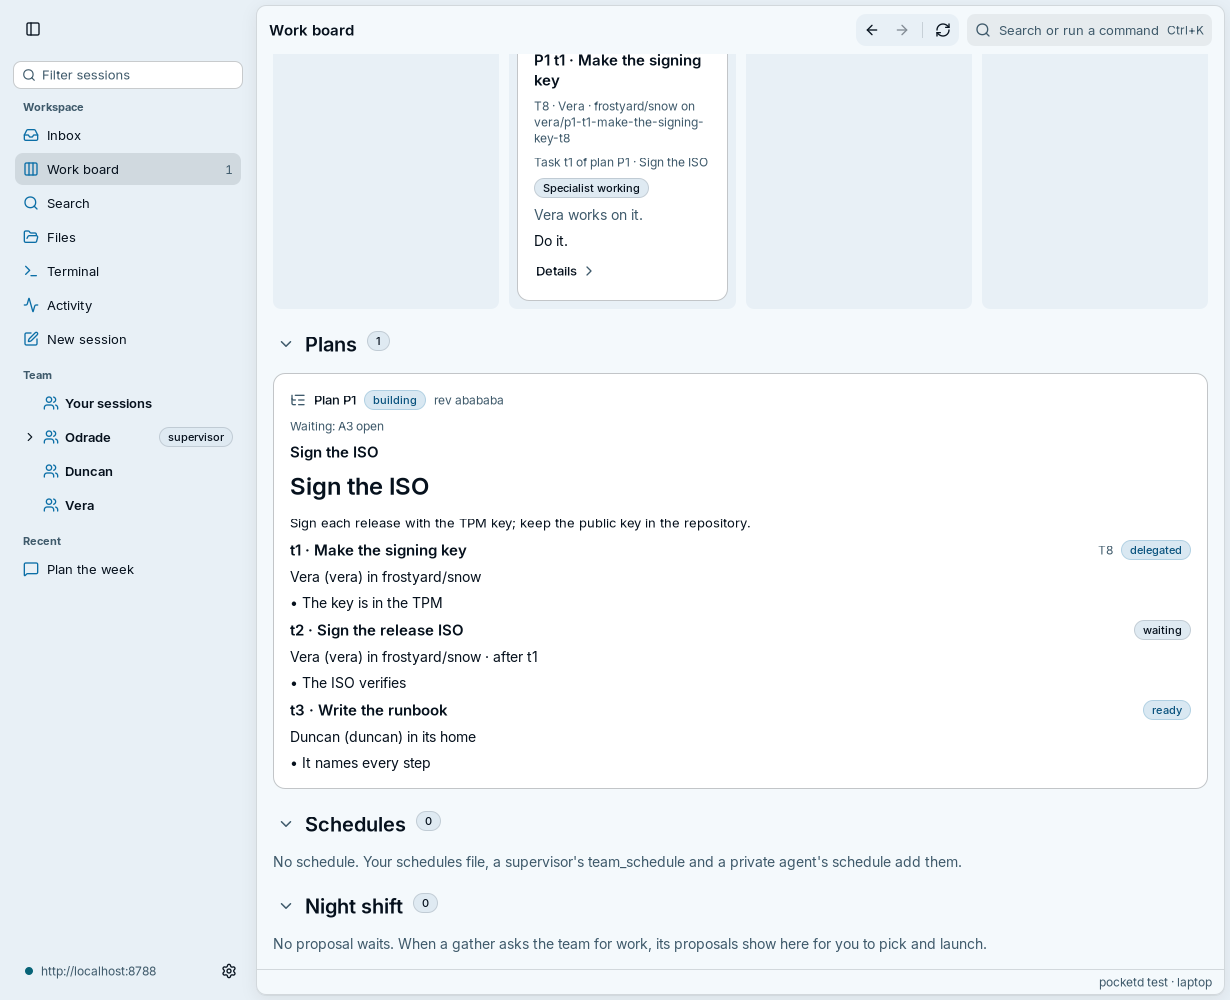 Work board
Search or run a command Ctrl+K
Filter sessions
Workspace
Inbox
Work board 1
Search
Files
Terminal
Activity
New session
Team
Your sessions
Odrade supervisor
Duncan
Vera
Recent
Plan the week
http://localhost:8788
P1 t1 · Make the signing
key
T8 · Vera · frostyard/snow on
vera/p1-t1-make-the-signing-
key-t8
Task t1 of plan P1 · Sign the ISO
Specialist working
Vera works on it.
Do it.
Details
Plans 1
Plan P1 building rev abababa
Waiting: A3 open
Sign the ISO
Sign the ISO
Sign each release with the TPM key; keep the public key in the repository.
t1 · Make the signing key T8 delegated
Vera (vera) in frostyard/snow
• The key is in the TPM
t2 · Sign the release ISO waiting
Vera (vera) in frostyard/snow · after t1
• The ISO verifies
t3 · Write the runbook ready
Duncan (duncan) in its home
• It names every step
Schedules 0
No schedule. Your schedules file, a supervisor's team_schedule and a private agent's schedule add them.
Night shift 0
No proposal waits. When a gather asks the team for work, its proposals show here for you to pick and launch.
pocketd test · laptop